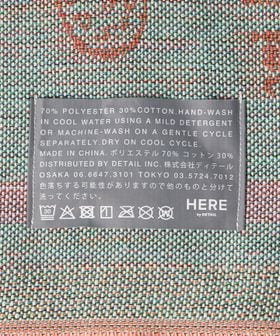 70% POLYESTER 30%COTTON. HAND-WASH
IN COOL WATER USING A MILD DETERGENT
OR MACHINE-WASH ON A GENTLE CYCLE
SEPARATELY. DRY ON COOL CYCLE.
MADE IN CHINA. ポリエステル 70% コットン 30%
DISTRIBUTED BY DETAIL INC. 株式会社ディテール
OSAKA 06.6647.3101 TOKYO 03.5724.7012
色落ちする可能性がありますので他のものと分けて
洗ってください。
30
HERE
by DETAIL